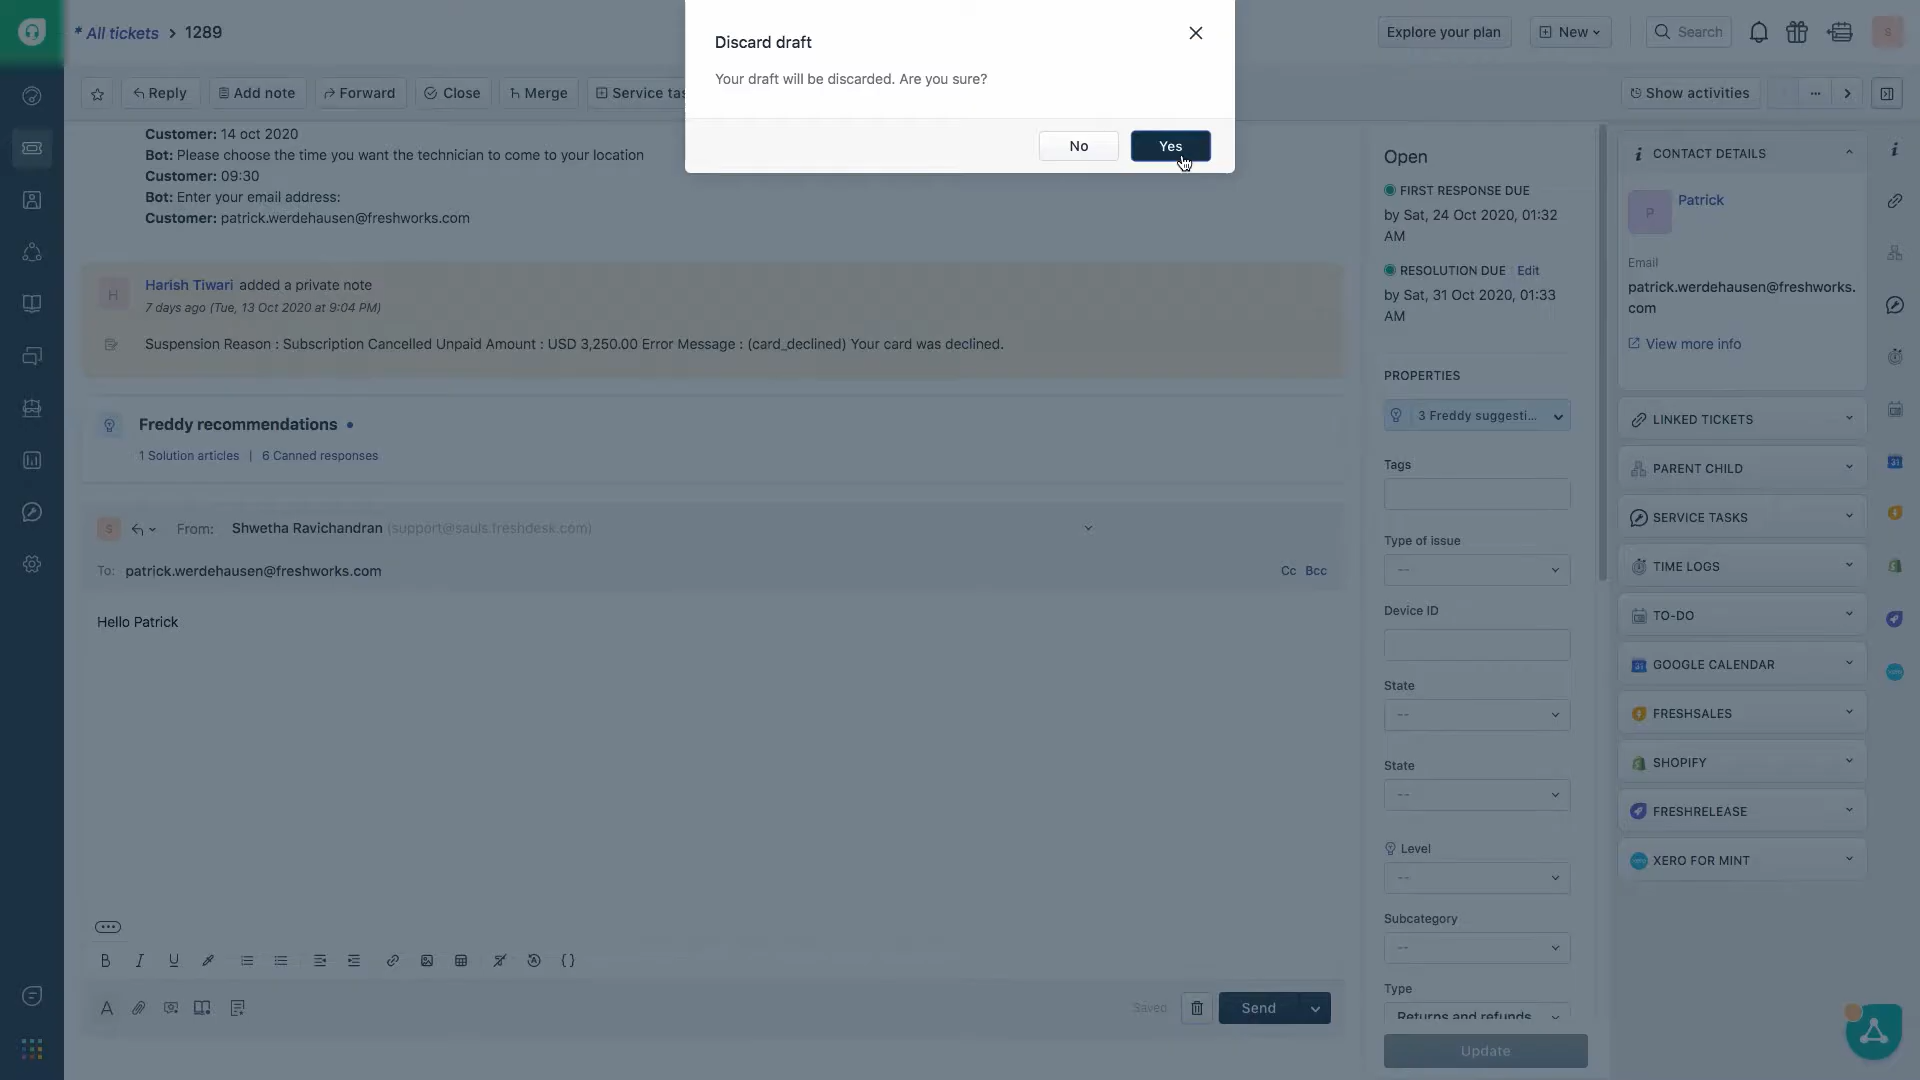 * All tickets > 1289
Explore your plan
New
Search
Discard draft
Your draft will be discarded. Are you sure?
No
Yes
Reply
Add note
Forward
Close
Merge
Service tas
Show activities
Customer: 14 oct 2020
Bot: Please choose the time you want the technician to come to your location
Customer: 09:30
Bot: Enter your email address:
Customer: patrick.werdehausen@freshworks.com
H
Harish Tiwari added a private note
7 days ago (Tue, 13 Oct 2020 at 9:04 PM)
Suspension Reason : Subscription Cancelled Unpaid Amount : USD 3,250.00 Error Message : (card_declined) Your card was declined.
Freddy recommendations
1 Solution articles | 6 Canned responses
S
From: Shwetha Ravichandran (support@sauls.freshdesk.com)
To: patrick.werdehausen@freshworks.com
Cc Bcc
Hello Patrick
Saved
Send
Open
FIRST RESPONSE DUE
by Sat, 24 Oct 2020, 01:32
AM
RESOLUTION DUE Edit
by Sat, 31 Oct 2020, 01:33
AM
PROPERTIES
3 Freddy suggesti...
Tags
Type of issue
--
Device ID
State
--
State
--
Level
--
Subcategory
--
Type
Returns and refunds
Update
CONTACT DETAILS
P
Patrick
Email
patrick.werdehausen@freshworks.
com
View more info
LINKED TICKETS
PARENT CHILD
SERVICE TASKS
TIME LOGS
TO-DO
GOOGLE CALENDAR
FRESHSALES
SHOPIFY
FRESHRELEASE
XERO FOR MINT